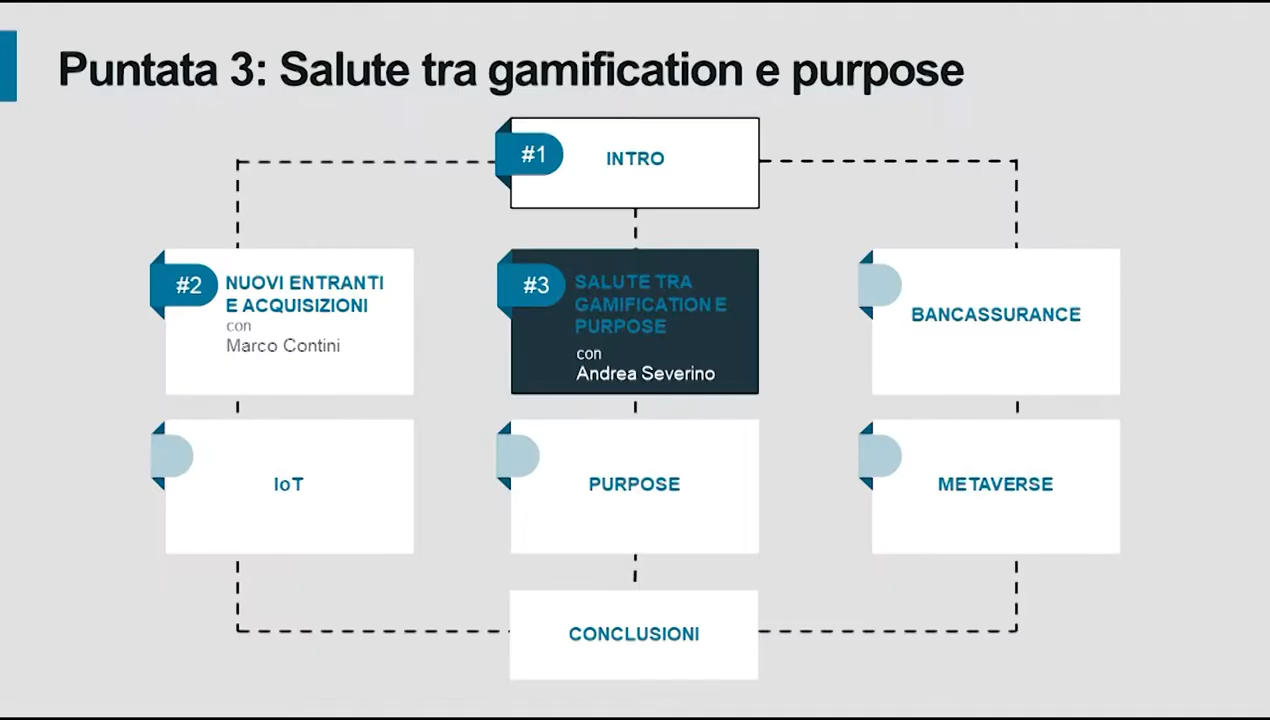 Puntata 3: Salute tra gamification e purpose
#1
INTRO
#2
NUOVI ENTRANTI
E ACQUISIZIONI
con
Marco Contini
#3
SALUTE TRA
GAMIFICATION E
PURPOSE
con
Andrea Severino
BANCASSURANCE
IoT
PURPOSE
METAVERSE
CONCLUSIONI